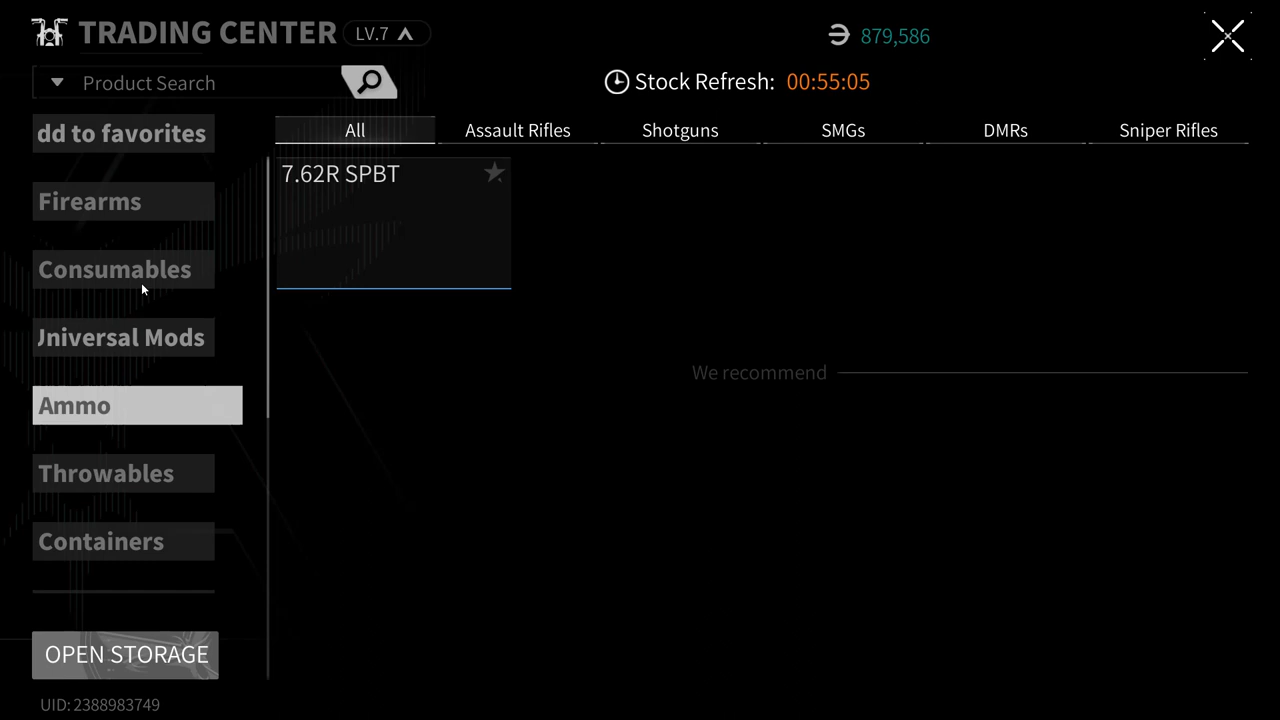 TRADING CENTER
LV.7
879,586
Product Search
Stock Refresh: 00:55:05
dd to favorites
Firearms
Consumables
Jniversal Mods
Ammo
Throwables
Containers
OPEN STORAGE
UID: 2388983749
All
Assault Rifles
Shotguns
SMGs
DMRs
Sniper Rifles
7.62R SPBT
We recommend